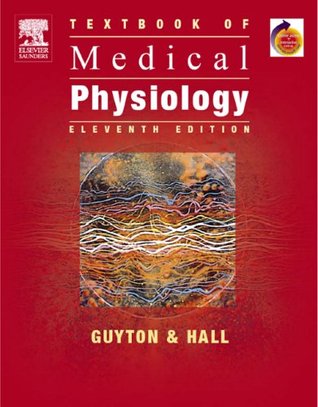 TEXTBOOK OF
Medical
Physiology
ELEVENTH EDITION
GUYTON & HALL
ELSEVIER
SAUNDERS